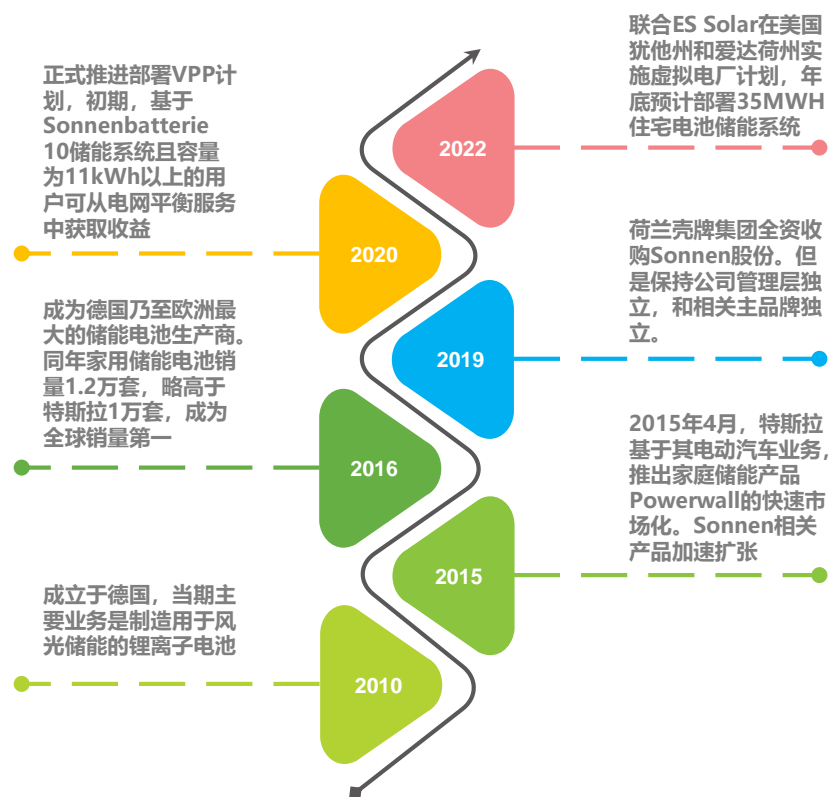 联合ES Solar在美国
犹他州和爱达荷州实
施虚拟电厂计划，年
底预计部署35MWH
住宅电池储能系统
2022
正式推进部署VPP计
划，初期，基于
Sonnenbatterie
10储能系统且容量
为11kWh以上的用
户可从电网平衡服务
中获取收益
2020
荷兰壳牌集团全资收
购Sonnen股份。但
是保持公司管理层独
立，和相关主品牌独
立。
2019
成为德国乃至欧洲最
大的储能电池生产商。
同年家用储能电池销
量1.2万套，略高于
特斯拉1万套，成为
全球销量第一
2016
2015年4月，特斯拉
基于其电动汽车业务，
推出家庭储能产品
Powerwall的快速市
场化。Sonnen相关
产品加速扩张
2015
成立于德国，当期主
要业务是制造用于风
光储能的锂离子电池
2010